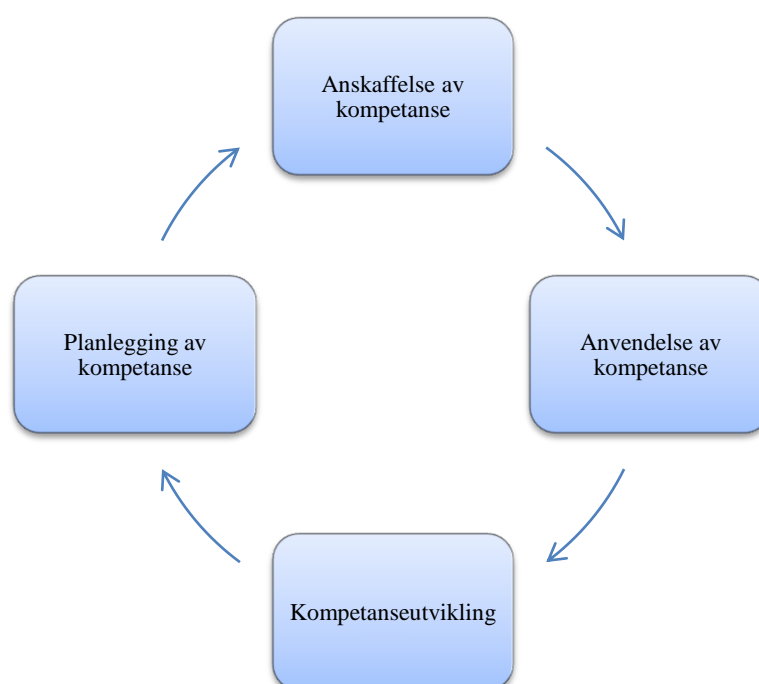 Anskaffelse av
kompetanse
Planlegging av
kompetanse
Anvendelse av
kompetanse
Kompetanseutvikling